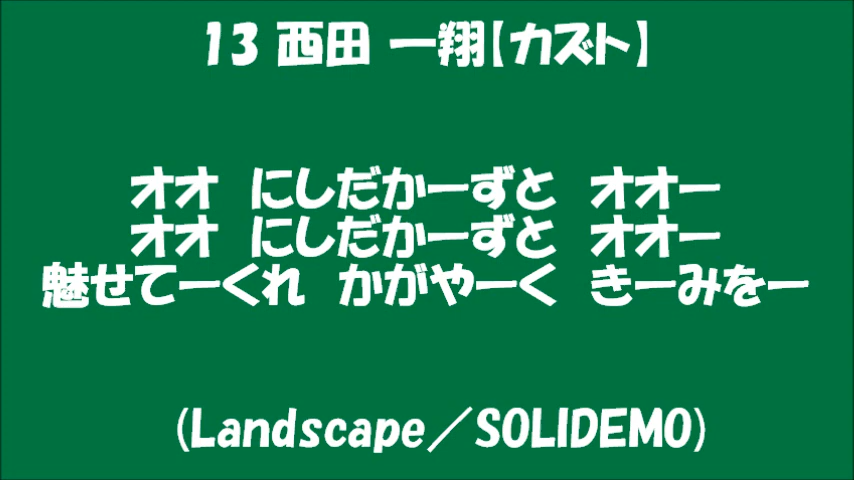 13 西田 一翔【カズト】
オオ　にしだかーずと　オオー
オオ　にしだかーずと　オオー
魅せてーくれ　かがやーく　きーみをー
(Landscape／SOLIDEMO)